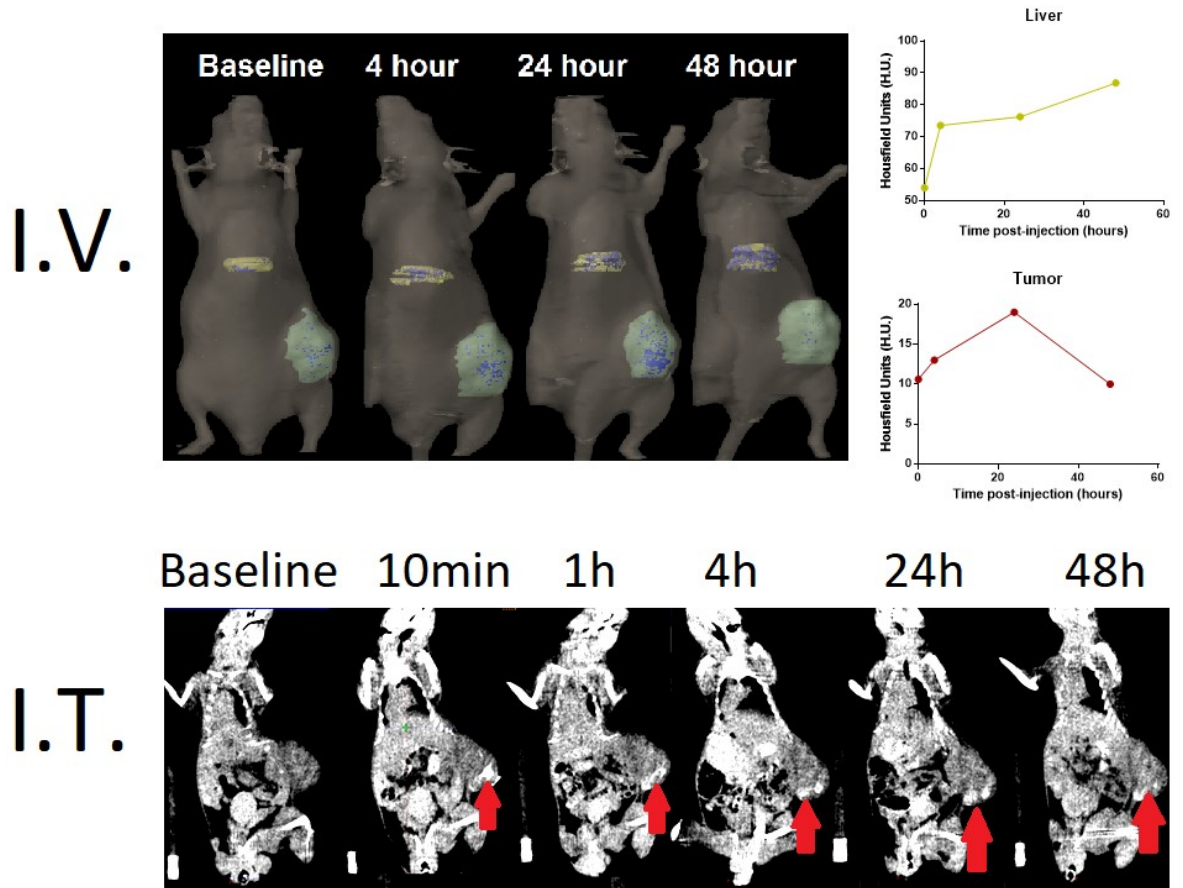 I.V.
Baseline 4 hour 24 hour 48 hour
Liver
Housfield Units (H.U.)
100
90
80
70
60
50
0 20 40 60
Time post-injection (hours)
Tumor
Housfield Units (H.U.)
20
15
10
5
0
0 20 40 60
Time post-injection (hours)
I.T.
Baseline 10min 1h 4h 24h 48h